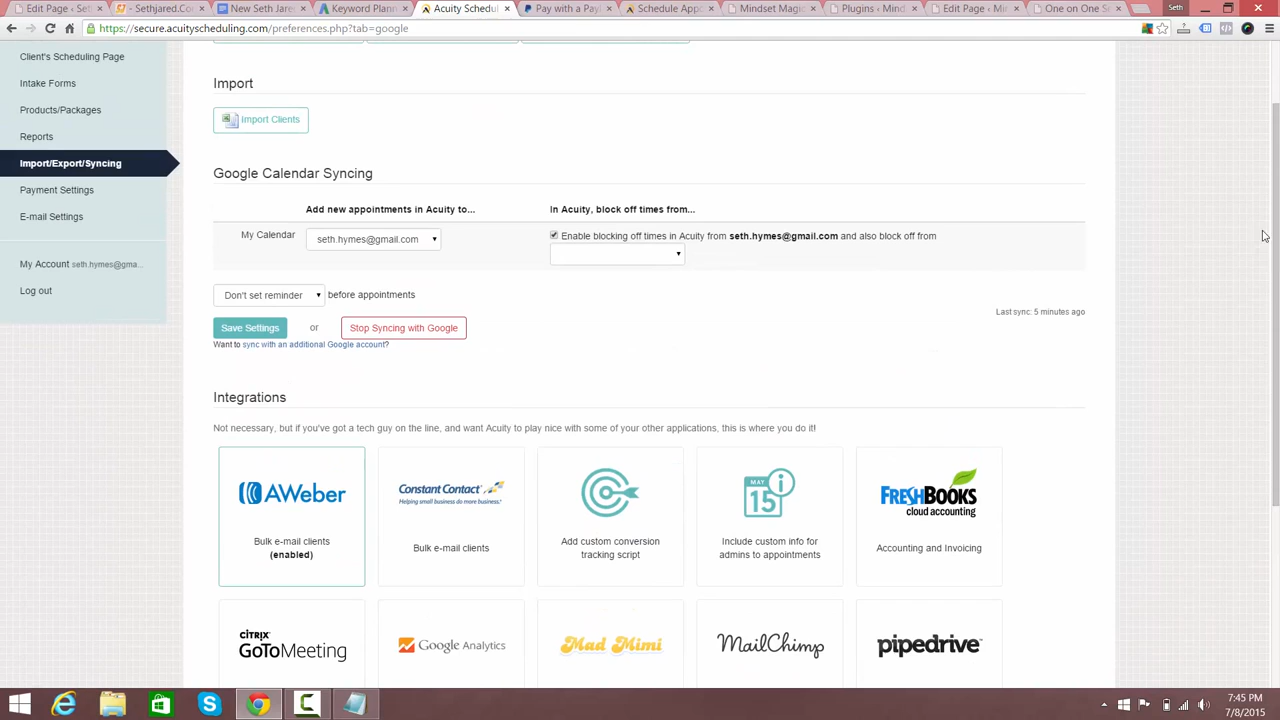 Edit Page ‹ Set
Sethjared.Co
New Seth Jare
Keyword Plann
Acuity Schedul
Pay with a PayP
Schedule Appo
Mindset Magic
Plugins ‹ Mind
Edit Page ‹ Min
One on One Se
https://secure.acuityscheduling.com/preferences.php?tab=google
Client's Scheduling Page
Intake Forms
Products/Packages
Reports
Import/Export/Syncing
Payment Settings
E-mail Settings
My Account seth.hymes@gma...
Log out
Import
Import Clients
Google Calendar Syncing
Add new appointments in Acuity to...
In Acuity, block off times from...
My Calendar
seth.hymes@gmail.com
Enable blocking off times in Acuity from seth.hymes@gmail.com and also block off from
Don't set reminder before appointments
Last sync: 5 minutes ago
Save Settings or Stop Syncing with Google
Want to sync with an additional Google account?
Integrations
Not necessary, but if you've got a tech guy on the line, and want Acuity to play nice with some of your other applications, this is where you do it!
AWeber
Bulk e-mail clients
(enabled)
Constant Contact
Helping small business do more business.
Bulk e-mail clients
Add custom conversion
tracking script
MAY
15
Include custom info for
admins to appointments
FRESHBOOKS
cloud accounting
Accounting and Invoicing
CITRIX
GoToMeeting
Google Analytics
Mad Mimi
MailChimp
pipedrive
7:45 PM
7/8/2015